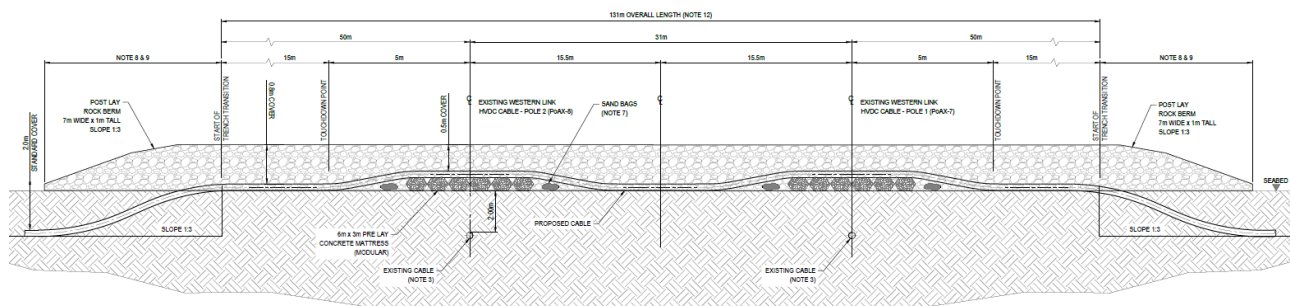 131m OVERALL LENGTH (NOTE 12)
50m
31m
50m
NOTE 8 & 9
15m
5m
15.5m
15.5m
5m
15m
NOTE 8 & 9
POST LAY
ROCK BERM
7m WIDE x 1m TALL
SLOPE 1:3
2.0m
STANDARD COVER
START OF
TRENCH TRANSITION
0.8m COVER
TOUCHDOWN POINT
0.5m COVER
EXISTING WESTERN LINK
HVDC CABLE - POLE 2 (PoAX-8)
SAND BAGS
(NOTE 7)
EXISTING WESTERN LINK
HVDC CABLE - POLE 1 (PoAX-7)
TOUCHDOWN POINT
START OF
TRENCH TRANSITION
POST LAY
ROCK BERM
7m WIDE x 1m TALL
SLOPE 1:3
SEABED
2.00m
SLOPE 1:3
6m x 3m PRE LAY
CONCRETE MATTRESS
(MODULAR)
PROPOSED CABLE
SLOPE 1:3
EXISTING CABLE
(NOTE 3)
EXISTING CABLE
(NOTE 3)